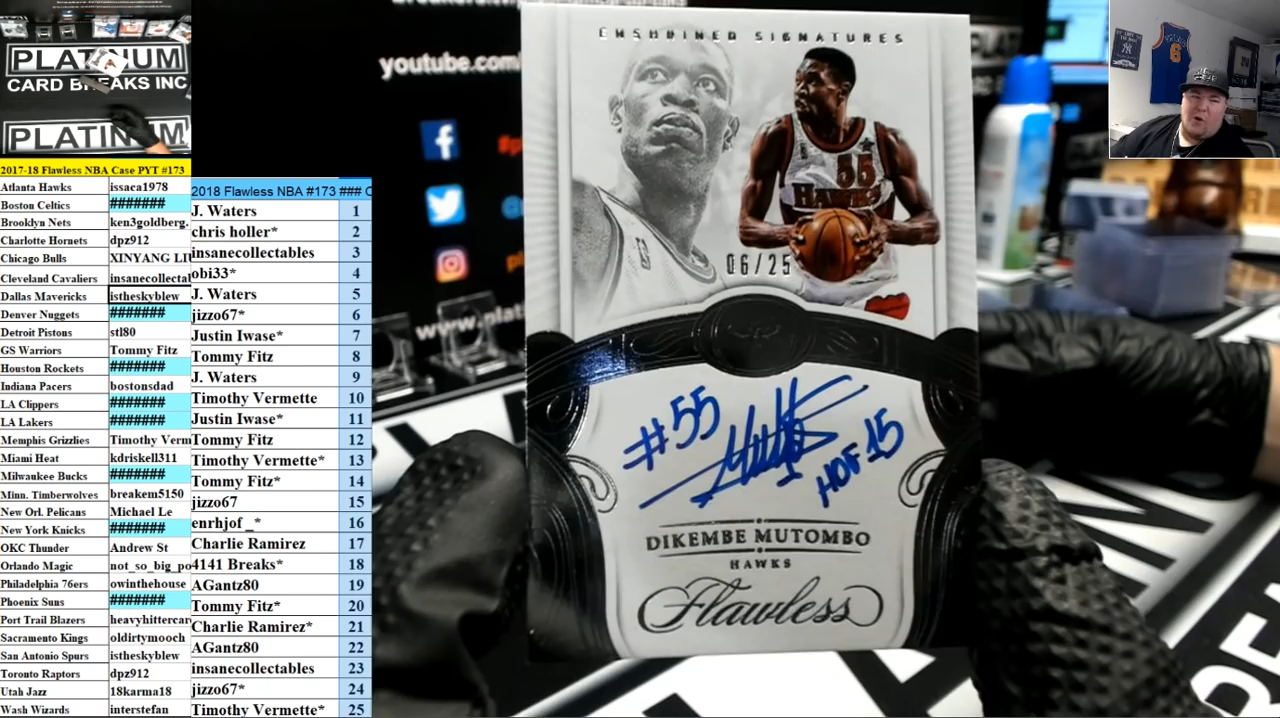 PLATINUM
CARD BREAKS INC
PLATINUM
2017-18 Flawless NBA Case PYT #173
Atlanta Hawks issaca1978
Boston Celtics #######
Brooklyn Nets ken3goldberg.
Charlotte Hornets dpz912
Chicago Bulls XINYANG LI
Cleveland Cavaliers insanecollectal
Dallas Mavericks istheskyblew
Denver Nuggets #######
Detroit Pistons stl80
GS Warriors Tommy Fitz
Houston Rockets #######
Indiana Pacers bostonsdad
LA Clippers #######
LA Lakers #######
Memphis Grizzlies Timothy Verm
Miami Heat kdriskell311
Milwaukee Bucks #######
Minn. Timberwolves breakem5150
New Orl. Pelicans Michael Le
New York Knicks #######
OKC Thunder Andrew St
Orlando Magic not_so_big_po
Philadelphia 76ers owinthehouse
Phoenix Suns #######
Port Trail Blazers heavyhittercar
Sacramento Kings oldirtymooch
San Antonio Spurs istheskyblew
Toronto Raptors dpz912
Utah Jazz 18karma18
Wash Wizards interstefan
2018 Flawless NBA #173 ### C
J. Waters 1
chris holler* 2
insanecollectables 3
obi33* 4
J. Waters 5
jizzo67* 6
Justin Iwase* 7
Tommy Fitz 8
J. Waters 9
Timothy Vermette 10
Justin Iwase* 11
Tommy Fitz 12
Timothy Vermette* 13
Tommy Fitz* 14
jizzo67 15
enrhjof_* 16
Charlie Ramirez 17
4141 Breaks* 18
AGantz80 19
Tommy Fitz* 20
Charlie Ramirez* 21
AGantz80 22
insanecollectables 23
jizzo67* 24
Timothy Vermette* 25
youtube.com/
ENSHRINED SIGNATURES
55
HAWKS
06/25
#55
HOF 15
DIKEMBE MUTOMBO
HAWKS
Flawless